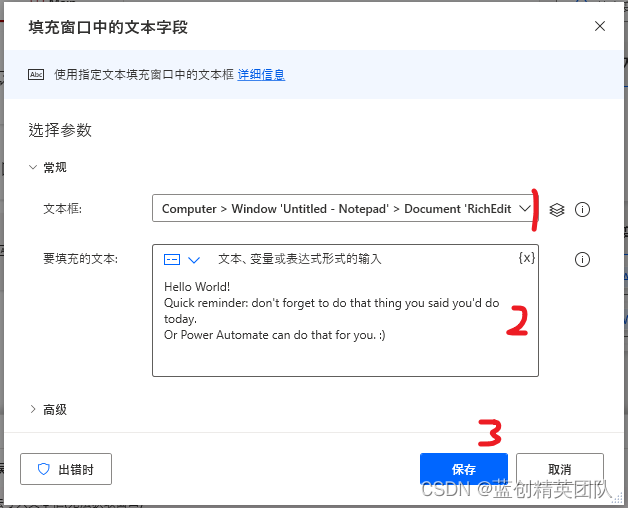 填充窗口中的文本字段
Abc 使用指定文本填充窗口中的文本框 详细信息
选择参数
常规
文本框: Computer > Window 'Untitled - Notepad' > Document 'RichEdit 1
要填充的文本: 文本、变量或表达式形式的输入 {x}
Hello World!
Quick reminder: don't forget to do that thing you said you'd do
today.
Or Power Automate can do that for you. :)
2
高级
3
出错时 保存 取消
CSDN @蓝创精英团队